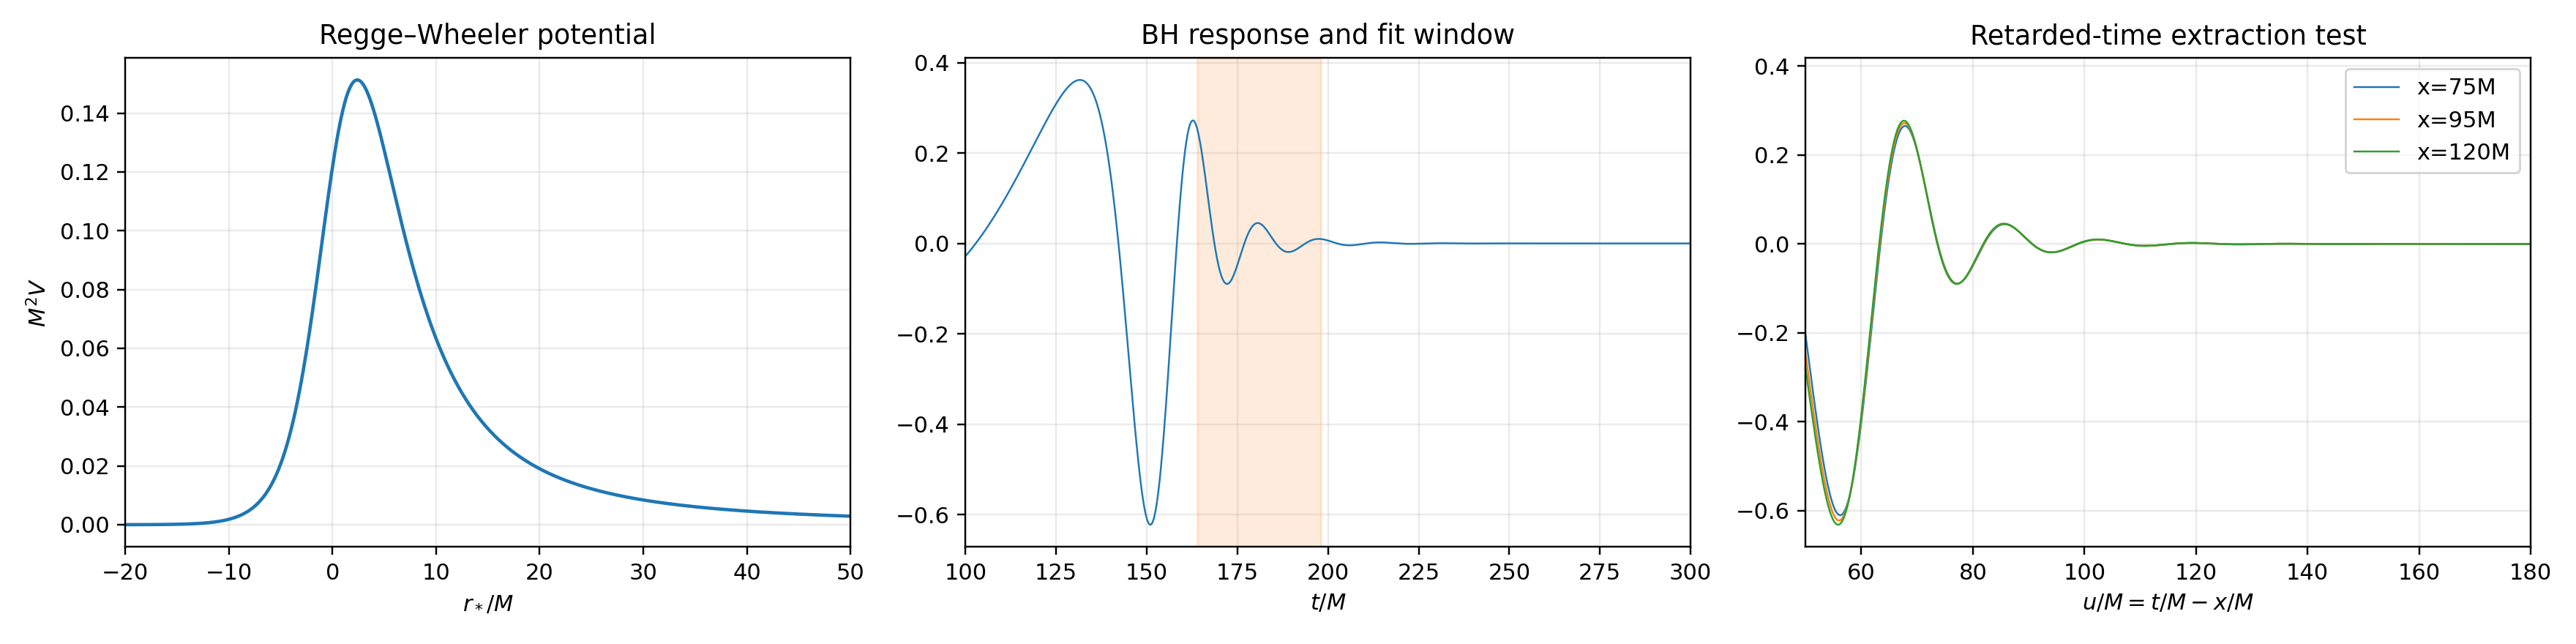 Regge–Wheeler potential
M²V
0.14
0.12
0.10
0.08
0.06
0.04
0.02
0.00
−20 −10 0 10 20 30 40 50
r*/M
BH response and fit window
0.4
0.2
0.0
−0.2
−0.4
−0.6
100 125 150 175 200 225 250 275 300
t/M
Retarded-time extraction test
0.4
0.2
0.0
−0.2
−0.4
−0.6
x=75M
x=95M
x=120M
60 80 100 120 140 160 180
u/M = t/M − x/M